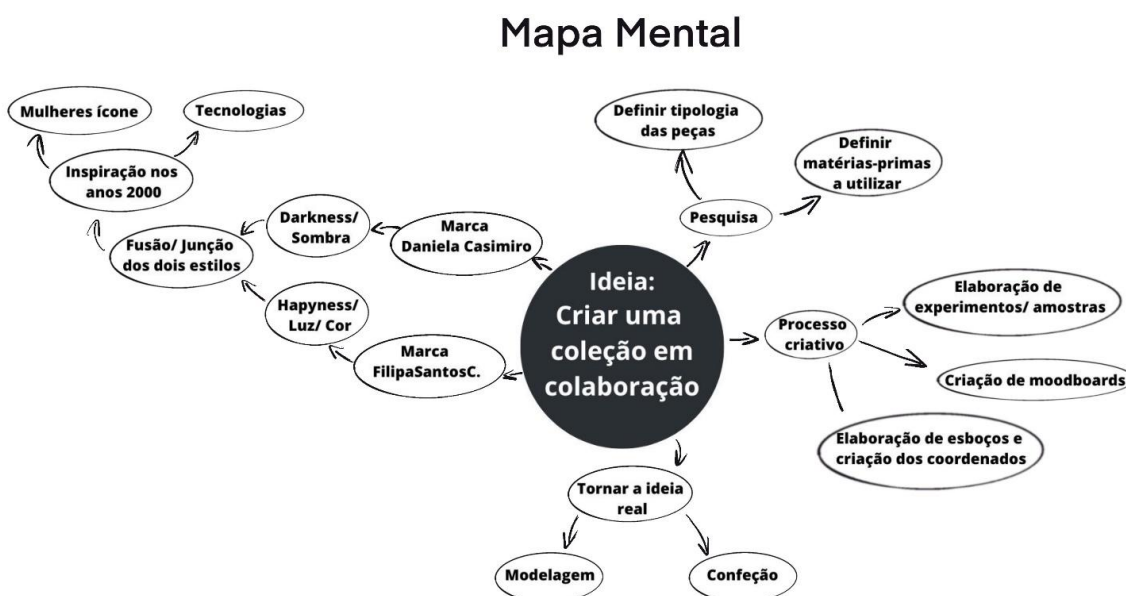 Mapa Mental
Mulheres ícone
Tecnologias
Inspiração nos
anos 2000
Fusão/ Junção
dos dois estilos
Darkness/
Sombra
Marca
Daniela Casimiro
Hapyness/
Luz/ Cor
Marca
FilipaSantosC.
Ideia:
Criar uma
coleção em
colaboração
Definir tipologia
das peças
Definir
matérias-primas
a utilizar
Pesquisa
Processo
criativo
Elaboração de
experimentos/ amostras
Criação de moodboards
Elaboração de esboços e
criação dos coordenados
Tornar a ideia
real
Modelagem
Confeção